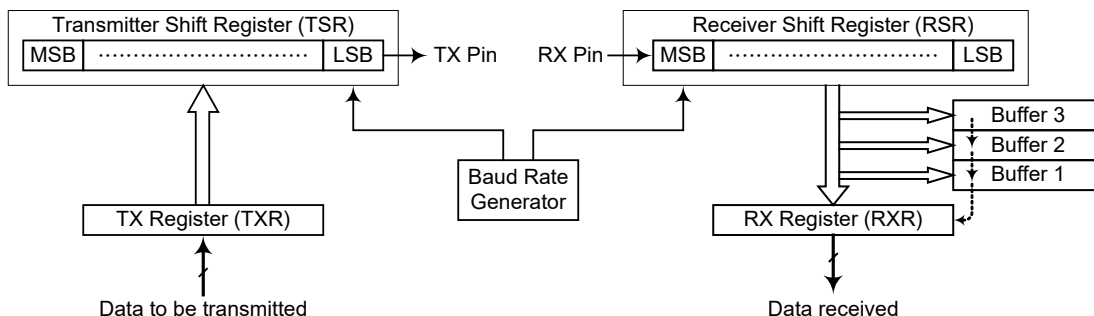 Transmitter Shift Register (TSR)
MSB
LSB
TX Pin
RX Pin
Receiver Shift Register (RSR)
MSB
LSB
Buffer 3
Buffer 2
Buffer 1
Baud Rate
Generator
TX Register (TXR)
RX Register (RXR)
Data to be transmitted
Data received